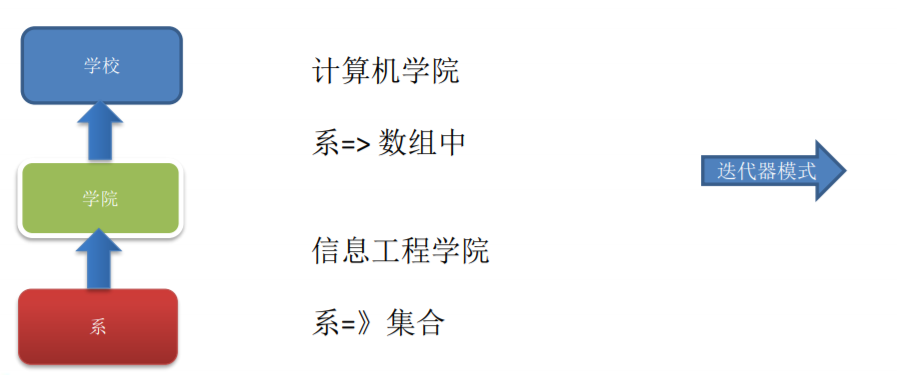 学校
学院
系
计算机学院
系=> 数组中
信息工程学院
系=》集合
迭代器模式